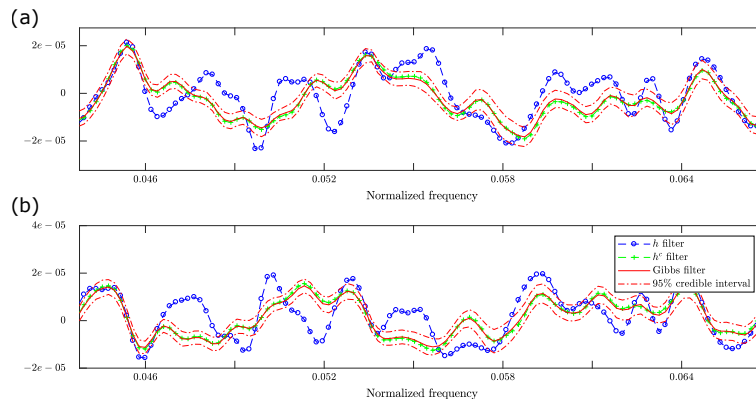 (a)
2e − 05
0
−2e − 05
0.046 0.052 0.058 0.064
Normalized frequency
(b)
4e − 05
2e − 05
0
−2e − 05
h filter
hᵉ filter
Gibbs filter
95% credible interval
0.046 0.052 0.058 0.064
Normalized frequency